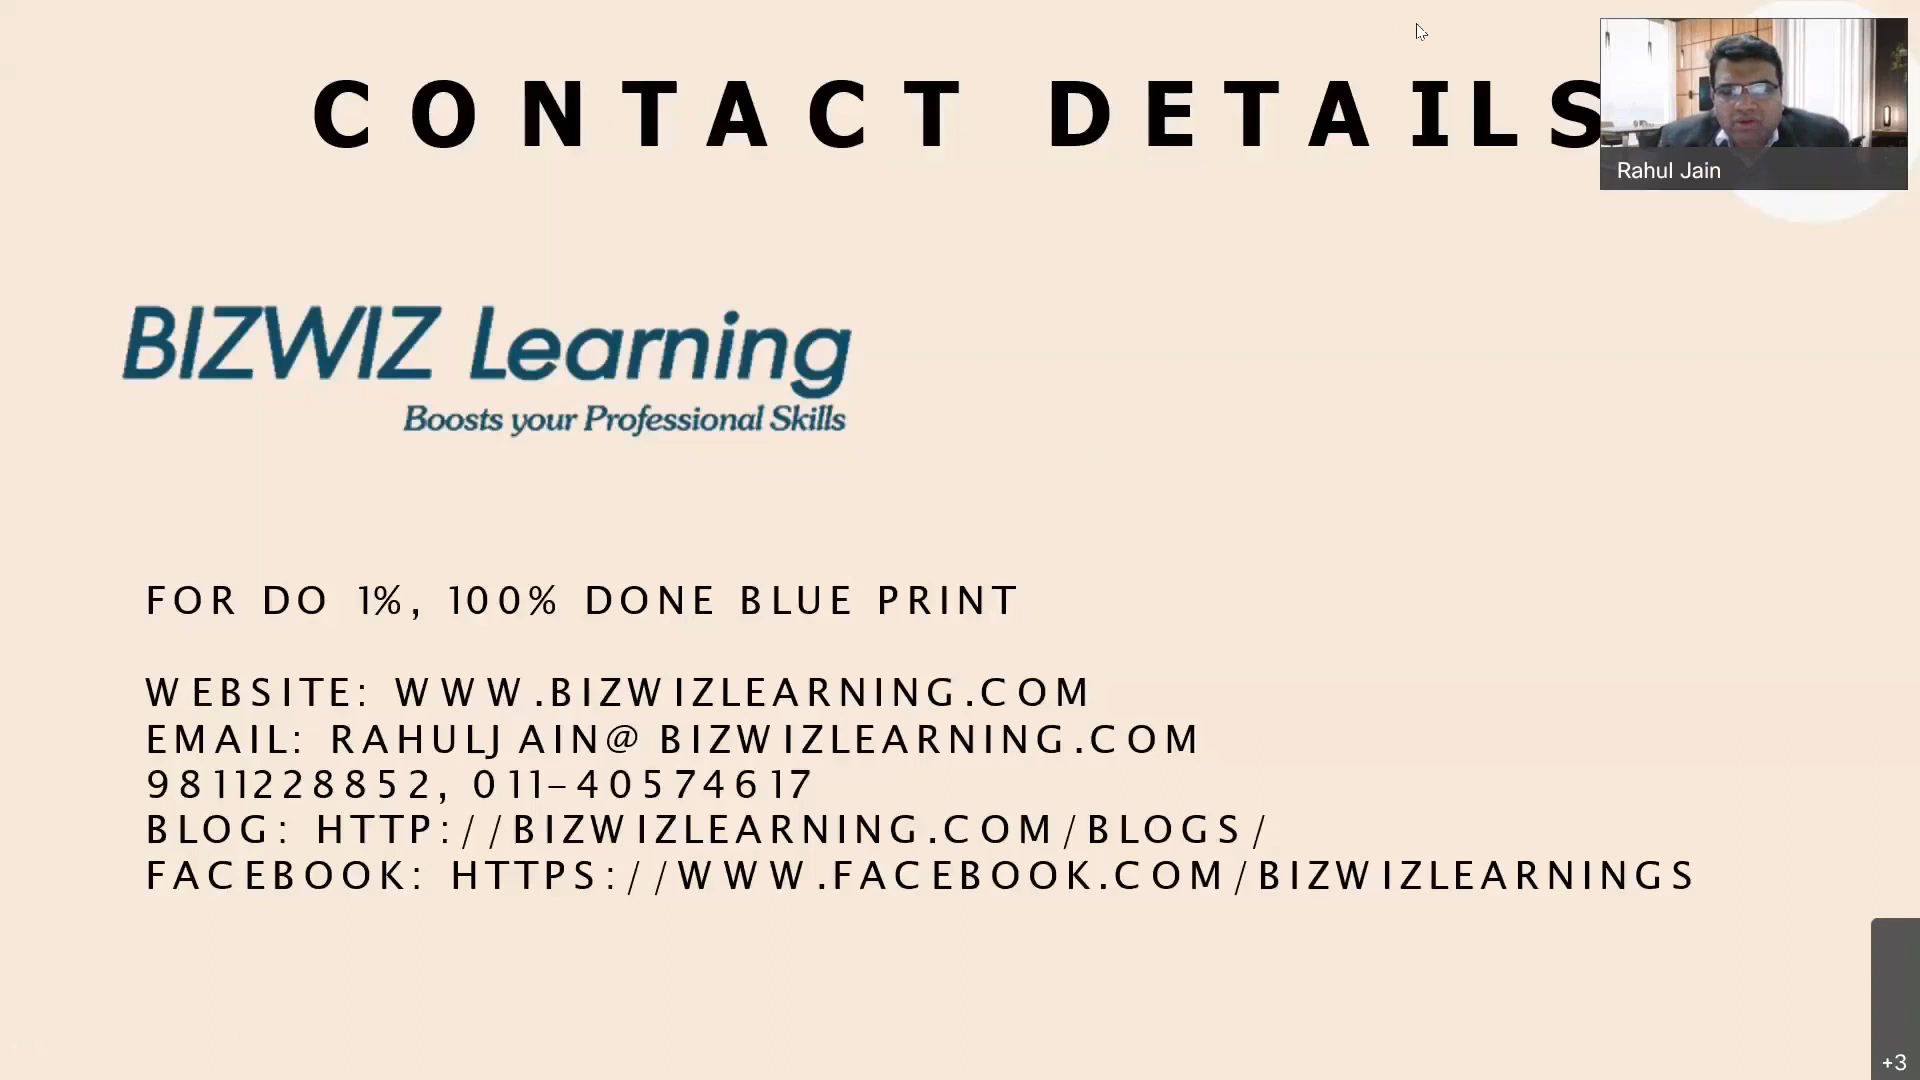 CONTACT DETAILS
Rahul Jain
BIZWIZ Learning
Boosts your Professional Skills
FOR DO 1%, 100% DONE BLUE PRINT
WEBSITE: WWW.BIZWIZLEARNING.COM
EMAIL: RAHULJAIN@BIZWIZLEARNING.COM
9811228852, 011-40574617
BLOG: HTTP://BIZWIZLEARNING.COM/BLOGS/
FACEBOOK: HTTPS://WWW.FACEBOOK.COM/BIZWIZLEARNINGS
+3